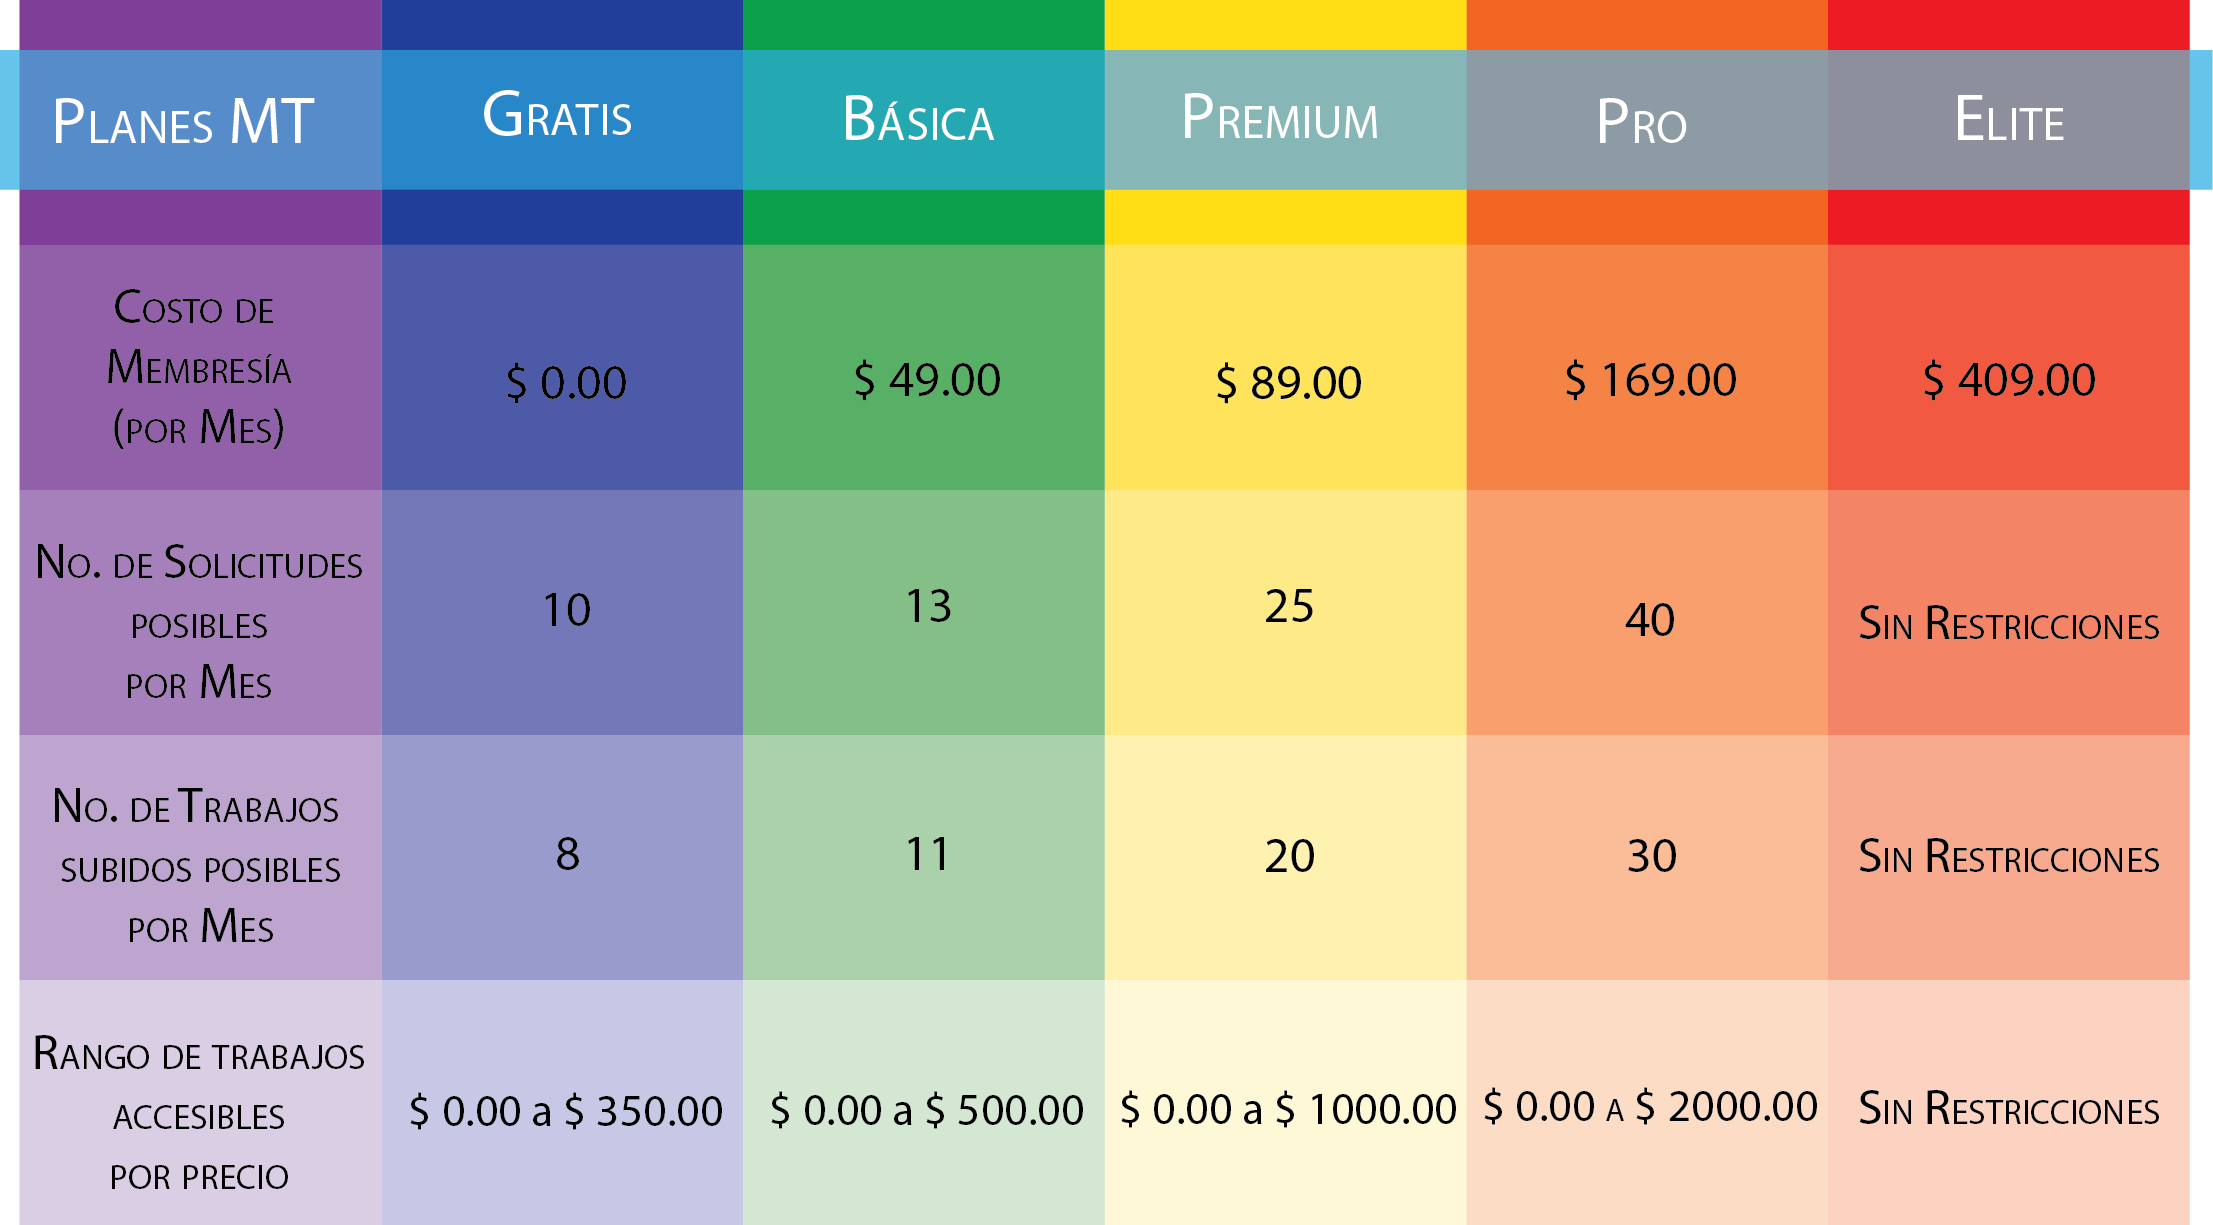 Planes MT Gratis Básica Premium Pro Elite
Costo de
Membresía
(por Mes)
$ 0.00 $ 49.00 $ 89.00 $ 169.00 $ 409.00
No. de Solicitudes
posibles
por Mes
10 13 25 40 Sin Restricciones
No. de Trabajos
subidos posibles
por Mes
8 11 20 30 Sin Restricciones
Rango de trabajos
accesibles
por precio
$ 0.00 a $ 350.00 $ 0.00 a $ 500.00 $ 0.00 a $ 1000.00 $ 0.00 a $ 2000.00 Sin Restricciones